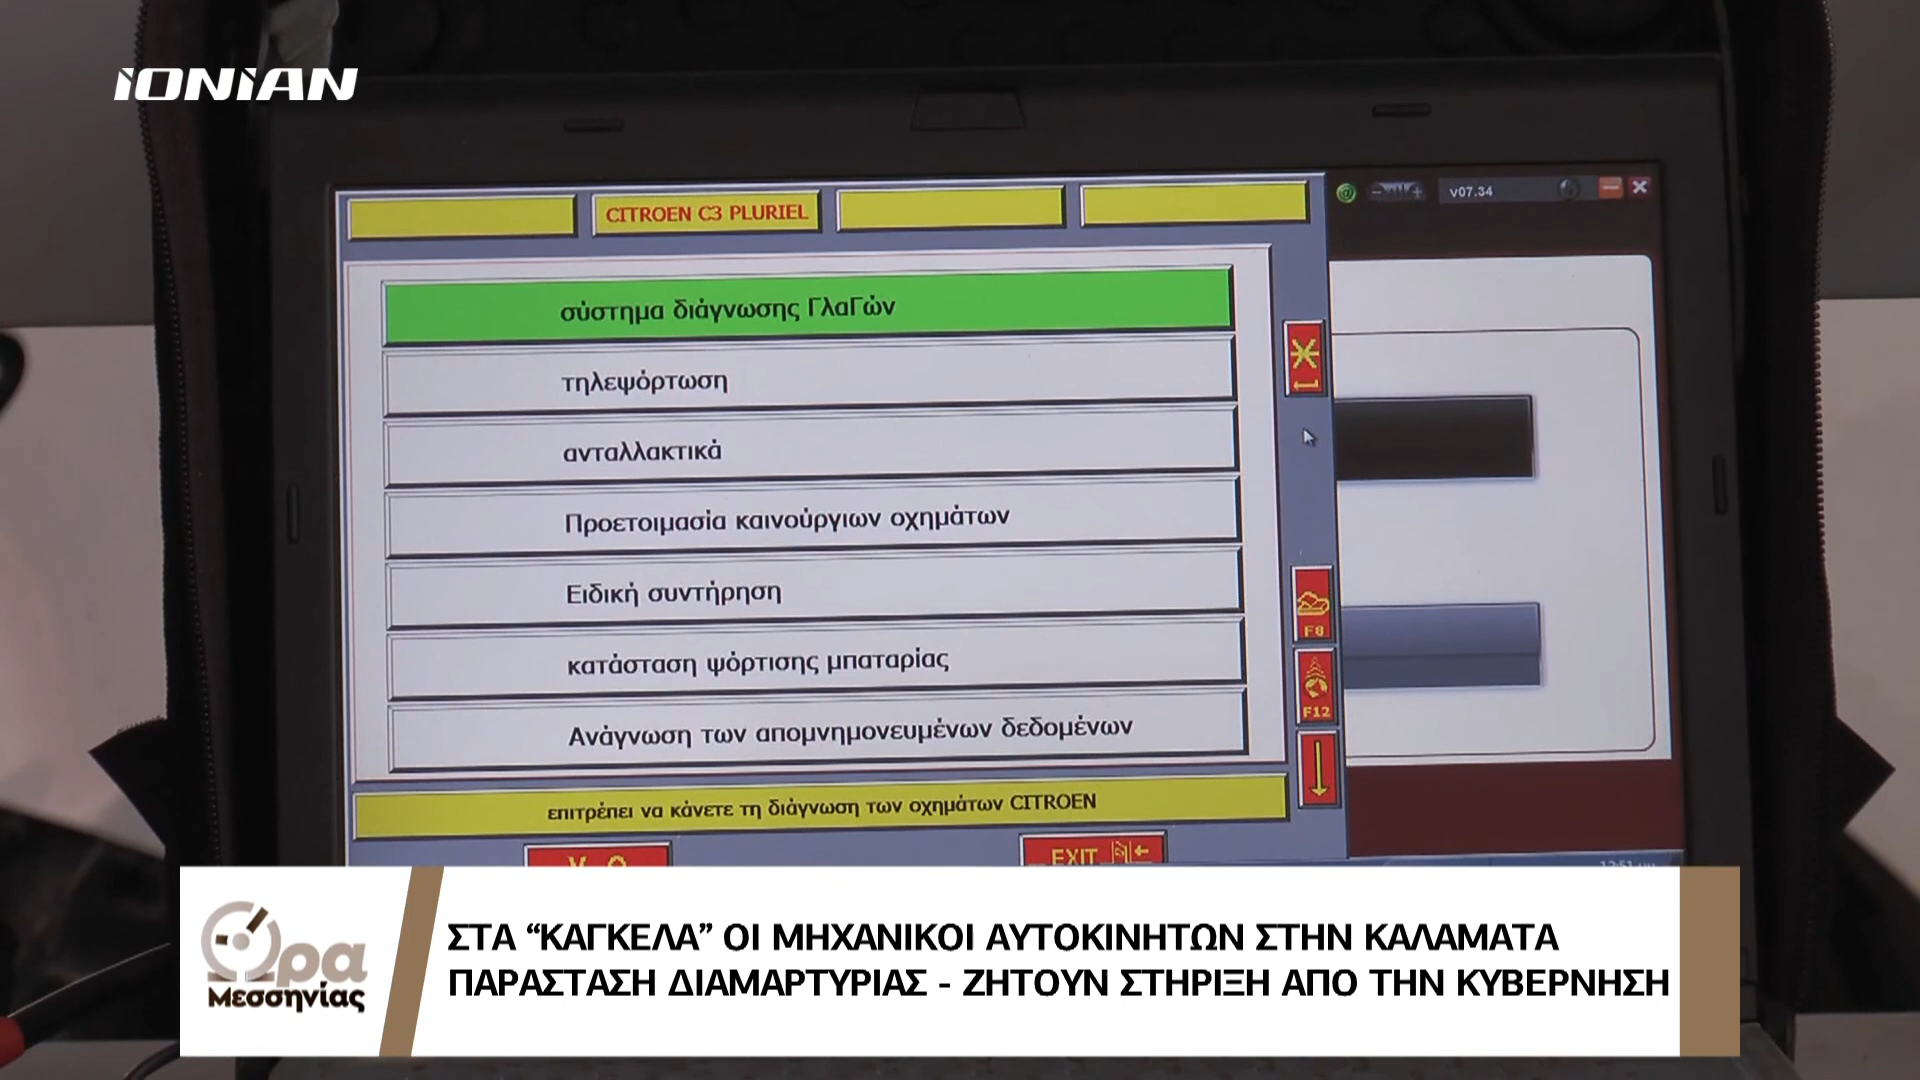 IONIAN
CITROEN C3 PLURIEL
v07.34
σύστημα διάγνωσης ΓλαΓών
τηλεψόρτωση
ανταλλακτικά
Προετοιμασία καινούργιων οχημάτων
Ειδική συντήρηση
F8
κατάσταση ψόρτισης μπαταρίας
F12
Ανάγνωση των απομνημονευμένων δεδομένων
επιτρέπει να κάνετε τη διάγνωση των οχημάτων CITROEN
EXIT
Ώρα
Μεσσηνίας
ΣΤΑ “ΚΑΓΚΕΛΑ” ΟΙ ΜΗΧΑΝΙΚΟΙ ΑΥΤΟΚΙΝΗΤΩΝ ΣΤΗΝ ΚΑΛΑΜΑΤΑ
ΠΑΡΑΣΤΑΣΗ ΔΙΑΜΑΡΤΥΡΙΑΣ - ΖΗΤΟΥΝ ΣΤΗΡΙΞΗ ΑΠΟ ΤΗΝ ΚΥΒΕΡΝΗΣΗ